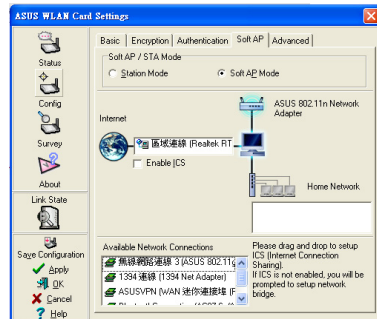 ASUS WLAN Card Settings
Status
Config
Survey
About
Link State
Save Configuration
Apply
OK
Cancel
Help
Basic
Encryption
Authentication
Soft AP
Advanced
Soft AP / STA Mode
Station Mode
Soft AP Mode
Internet
ASUS 802.11n Network
Adapter
區域連線 (Realtek RT
Enable ICS
Home Network
Available Network Connections
無線網路連線 3 (ASUS 802.11g
1394 連線 (1394 Net Adapter)
ASUSVPN (WAN 迷你連接埠 (P
Please drag and drop to setup
ICS (Internet Connection
Sharing).
If ICS is not enabled, you will be
prompted to setup network
bridge.